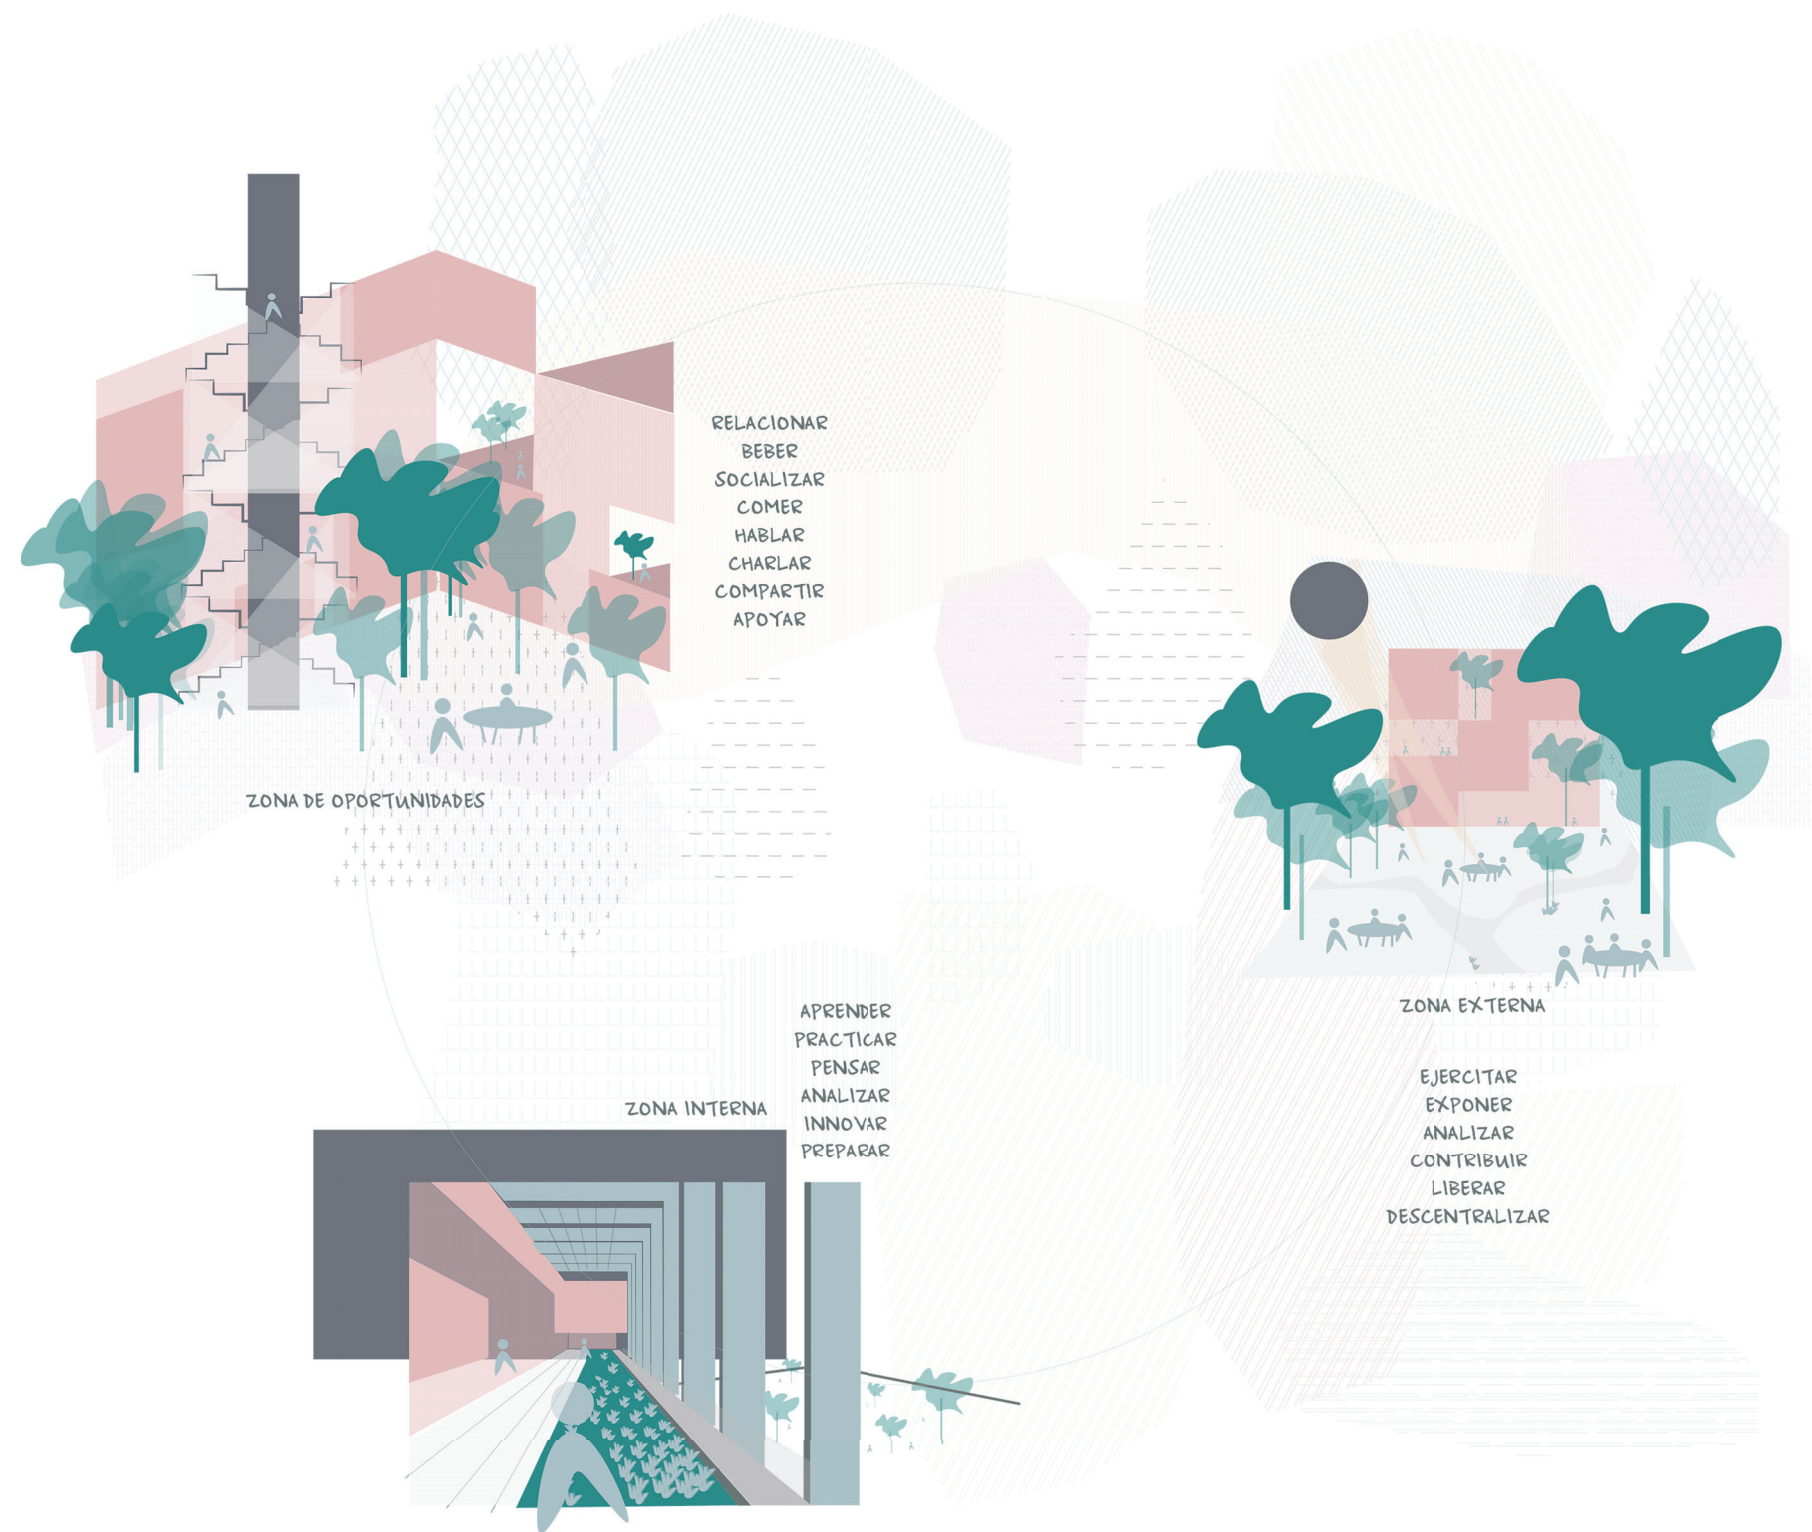 RELACIONAR
BEBER
SOCIALIZAR
COMER
HABLAR
CHARLAR
COMPARTIR
APOYAR
ZONA DE OPORTUNIDADES
ZONA EXTERNA
EJERCITAR
EXPONER
ANALIZAR
CONTRIBUIR
LIBERAR
DESCENTRALIZAR
ZONA INTERNA
APRENDER
PRACTICAR
PENSAR
ANALIZAR
INNOVAR
PREPARAR